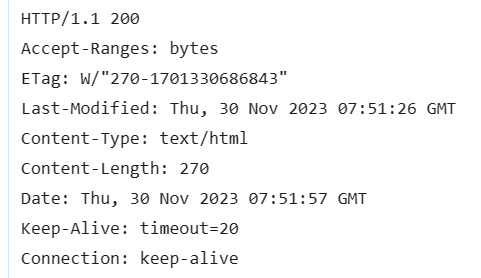 HTTP/1.1 200
Accept-Ranges: bytes
ETag: W/"270-1701330686843"
Last-Modified: Thu, 30 Nov 2023 07:51:26 GMT
Content-Type: text/html
Content-Length: 270
Date: Thu, 30 Nov 2023 07:51:57 GMT
Keep-Alive: timeout=20
Connection: keep-alive